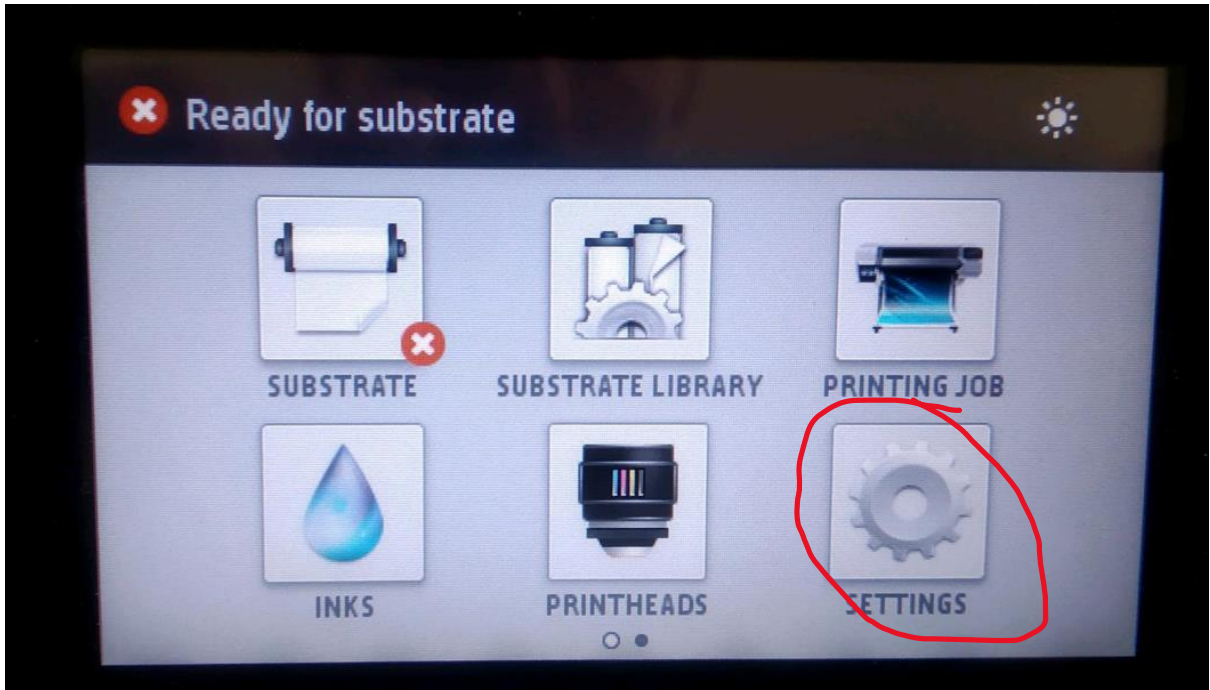 Ready for substrate
SUBSTRATE
SUBSTRATE LIBRARY
PRINTING JOB
INKS
PRINTHEADS
SETTINGS